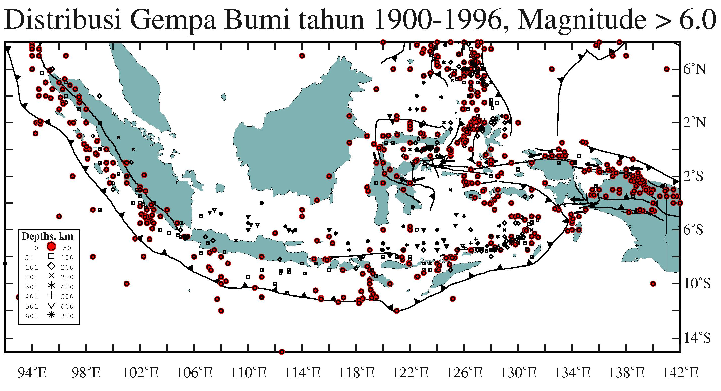 Distribusi Gempa Bumi tahun 1900-1996, Magnitude > 6.0
6°N
2°N
2°S
6°S
10°S
14°S
Depths, km
94°E 98°E 102°E 106°E 110°E 114°E 118°E 122°E 126°E 130°E 134°E 138°E 142°E